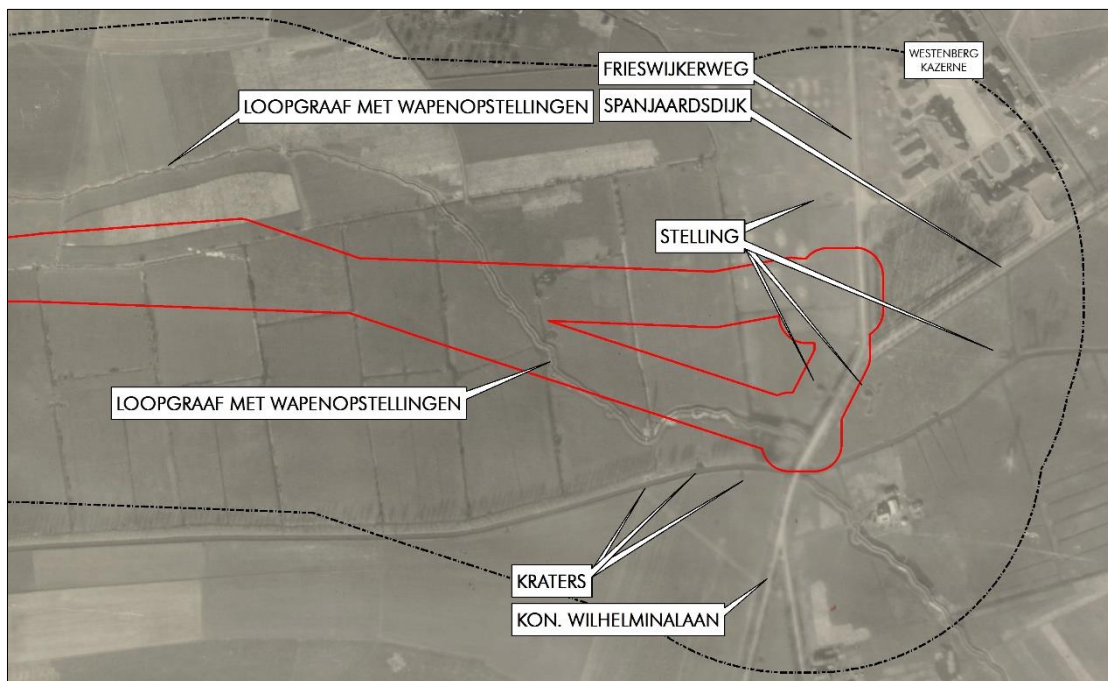 WESTENBERG
KAZERNE
FRIESWIJKERWEG
LOOPGRAAF MET WAPENOPSTELLINGEN
SPANJAARDSDIJK
STELLING
LOOPGRAAF MET WAPENOPSTELLINGEN
KRATERS
KON. WILHELMINALAAN